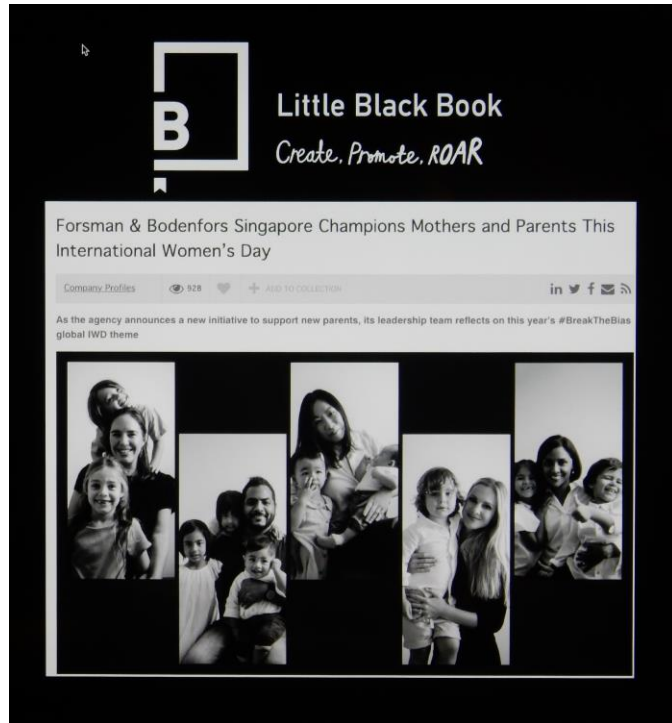 B
Little Black Book
Create. Promote. ROAR
Forsman & Bodenfors Singapore Champions Mothers and Parents This
International Women's Day
Company Profiles 928 ADD TO COLLECTION
As the agency announces a new initiative to support new parents, its leadership team reflects on this year's #BreakTheBias
global IWD theme